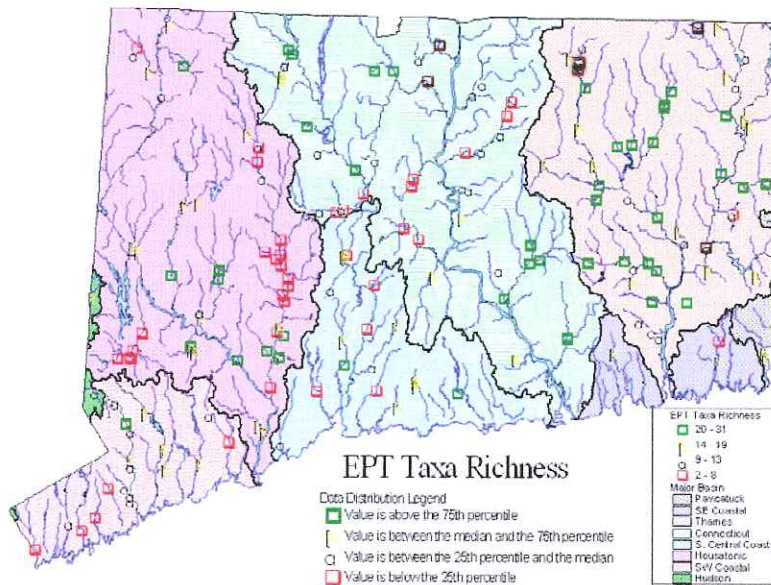 EPT Taxa Richness
Data Distribution Legend
Value is above the 75th percentile
Value is between the median and the 75th percentile
Value is between the 25th percentile and the median
Value is below the 25th percentile
EPT Taxa Richness
20 - 31
14 - 19
9 - 13
2 - 8
Major Basin
Pawcatuck
SE Coastal
Thames
Connecticut
S. Central Coast
Housatonic
SW Coastal
Hudson